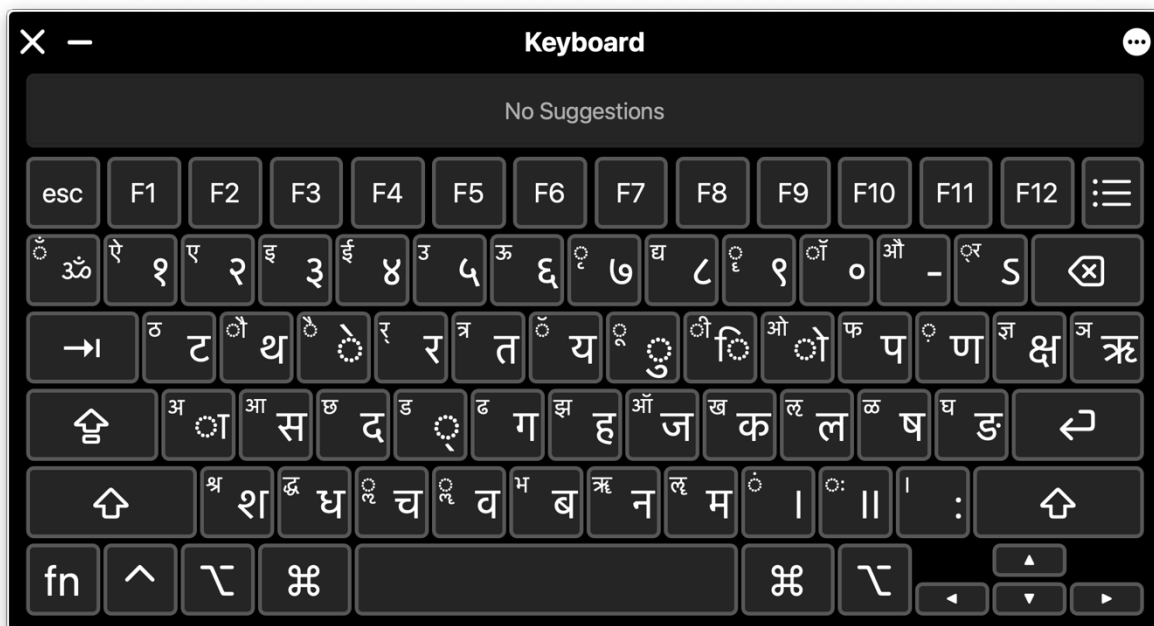 Keyboard
No Suggestions
esc F1 F2 F3 F4 F5 F6 F7 F8 F9 F10 F11 F12
ँ ॐ ऐ १ ए २ इ ३ ई ४ उ ५ ऊ ६ ृ ७ द्य ८ ॄ ९ ॉ ० औ - ्र ऽ
ठ ट ौ थ ै े र् र त्र त ॅ य ू ु ी ि ओ ो फ प ़ ण ज्ञ क्ष ञ ऋ
अ ा आ स छ द ड ् ढ ग झ ह ऑ ज ख क ऌ ल ळ ष घ ङ
श्र श द्ध ध ॢ च ॣ व भ ब ॠ न ॡ म ं । ः ॥ । :
fn ^ ⌥ ⌘ ⌘ ⌥